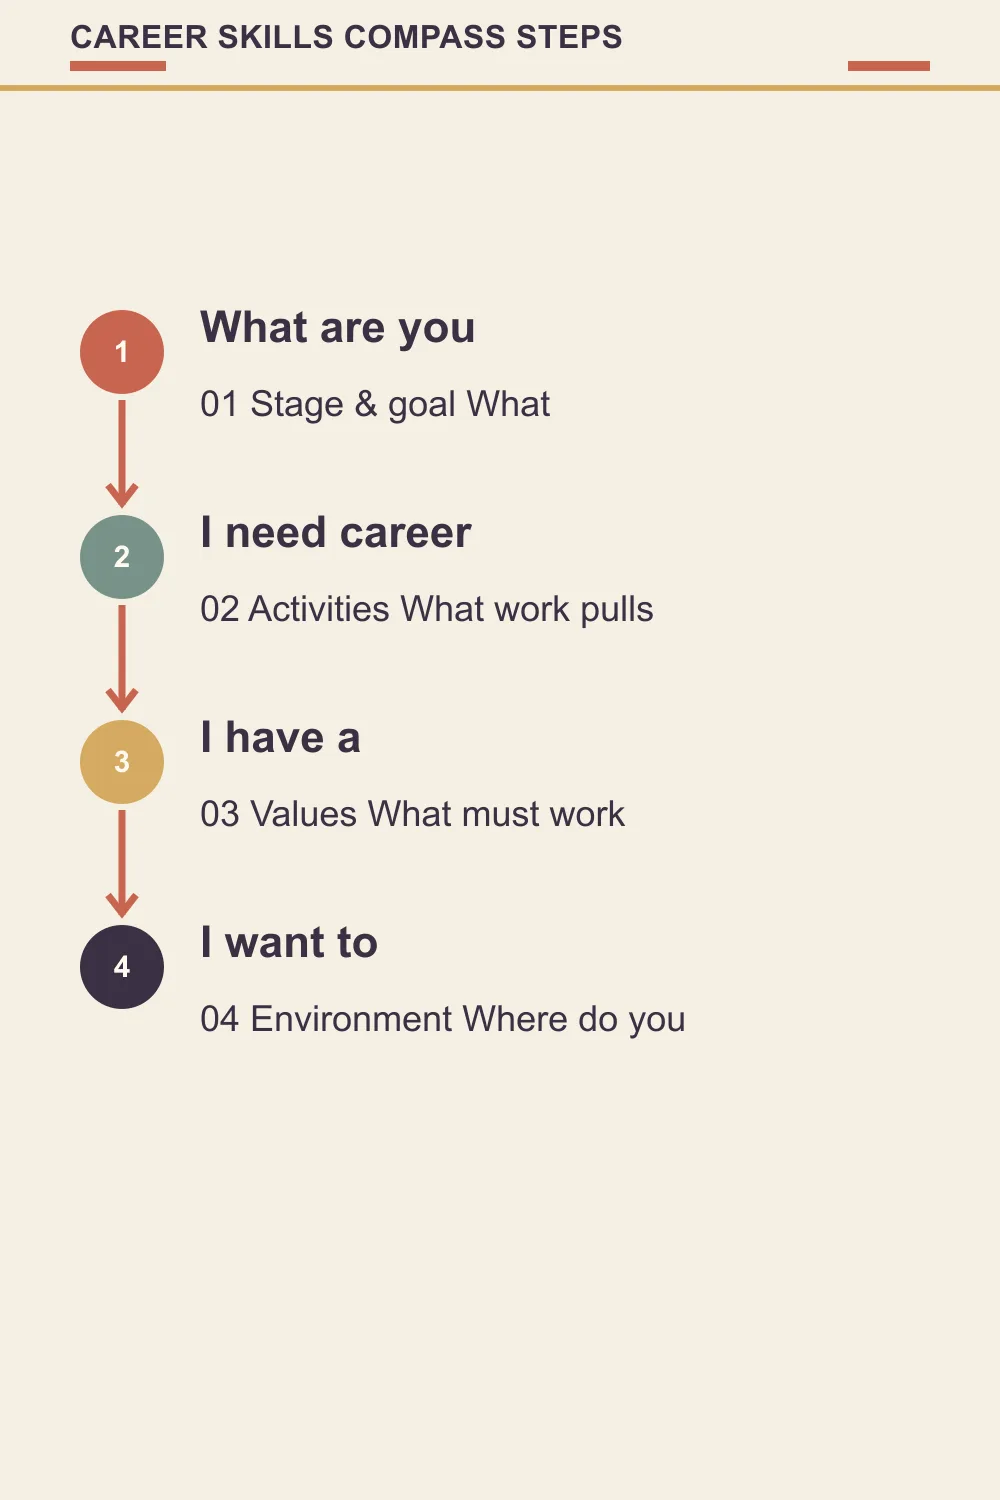 CAREER SKILLS COMPASS STEPS
1
What are you
01 Stage & goal What
2
I need career
02 Activities What work pulls
3
I have a
03 Values What must work
4
I want to
04 Environment Where do you